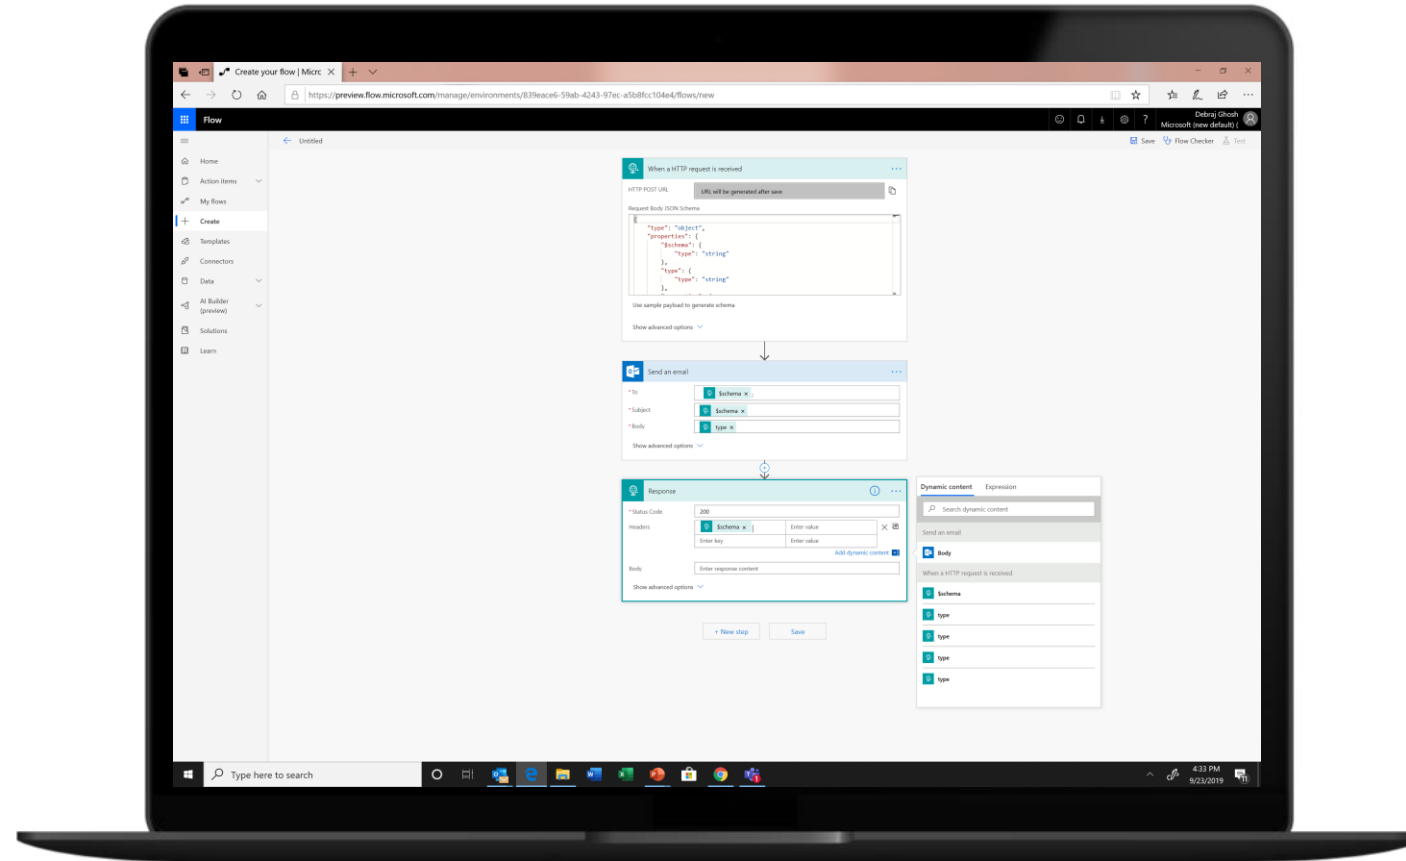 Create your flow | Micrc
https://preview.flow.microsoft.com/manage/environments/839eace6-59ab-4243-97ec-a5b8fcc104e4/flows/new
Flow
Debraj Ghosh
Microsoft (new default) (
Untitled
Save
Flow Checker
Test
Home
Action items
My flows
Create
Templates
Connectors
Data
AI Builder
(preview)
Solutions
Learn
When a HTTP request is received
HTTP POST URL
URL will be generated after save
Request Body JSON Schema
{
"type": "object",
"properties": {
"$schema": {
"type": "string"
},
"type": {
"type": "string"
},
Use sample payload to generate schema
Show advanced options
Send an email
*To
$schema x ;
*Subject
$schema x
*Body
type x
Show advanced options
Response
*Status Code
200
Headers
$schema x
Enter value
Enter key
Enter value
Add dynamic content
Body
Enter response content
Show advanced options
+ New step
Save
Dynamic content
Expression
Search dynamic content
Send an email
Body
When a HTTP request is received
$schema
type
type
type
type
Type here to search
4:33 PM
9/23/2019